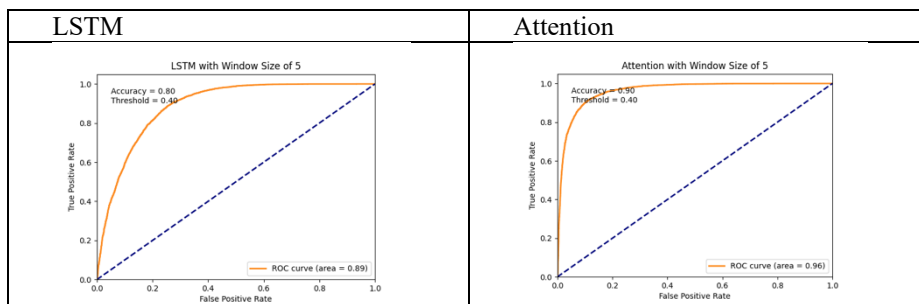 LSTM
Attention
LSTM with Window Size of 5
Accuracy = 0.80
Threshold = 0.40
1.0
0.8
0.6
0.4
0.2
0.0
True Positive Rate
ROC curve (area = 0.89)
0.0 0.2 0.4 0.6 0.8 1.0
False Positive Rate
Attention with Window Size of 5
Accuracy = 0.90
Threshold = 0.40
1.0
0.8
0.6
0.4
0.2
0.0
True Positive Rate
ROC curve (area = 0.96)
0.0 0.2 0.4 0.6 0.8 1.0
False Positive Rate